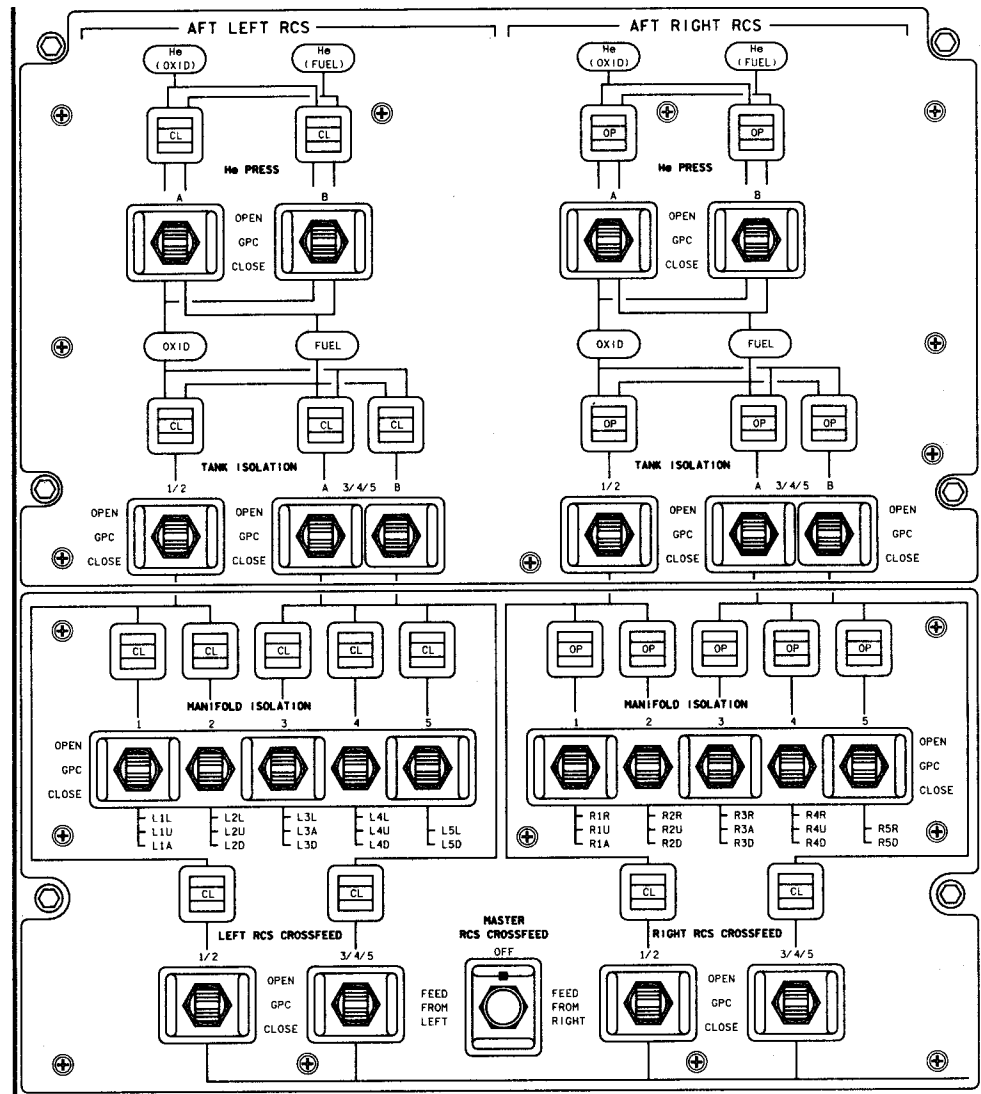 AFT LEFT RCS AFT RIGHT RCS
He (OXID) He (FUEL) He (OXID) He (FUEL)
CL CL OP OP
He PRESS He PRESS
A B A B
OPEN OPEN
GPC GPC
CLOSE CLOSE
OXID FUEL OXID FUEL
CL CL CL OP OP OP
TANK ISOLATION TANK ISOLATION
1/2 A 3/4/5 B 1/2 A 3/4/5 B
OPEN OPEN OPEN OPEN
GPC GPC GPC GPC
CLOSE CLOSE CLOSE CLOSE
CL CL CL CL CL OP OP OP OP OP
MANIFOLD ISOLATION MANIFOLD ISOLATION
1 2 3 4 5 1 2 3 4 5
OPEN OPEN
GPC GPC
CLOSE CLOSE
L1L L2L L3L L4L R1R R2R R3R R4R
L1U L2U L3A L4U L5L R1U R2U R3A R4U R5R
L1A L2D L3D L4D L5D R1A R2D R3D R4D R5D
CL CL CL CL
LEFT RCS CROSSFEED MASTER RCS CROSSFEED RIGHT RCS CROSSFEED
1/2 3/4/5 OFF 1/2 3/4/5
OPEN FEED FEED OPEN
GPC FROM FROM GPC
CLOSE LEFT RIGHT CLOSE